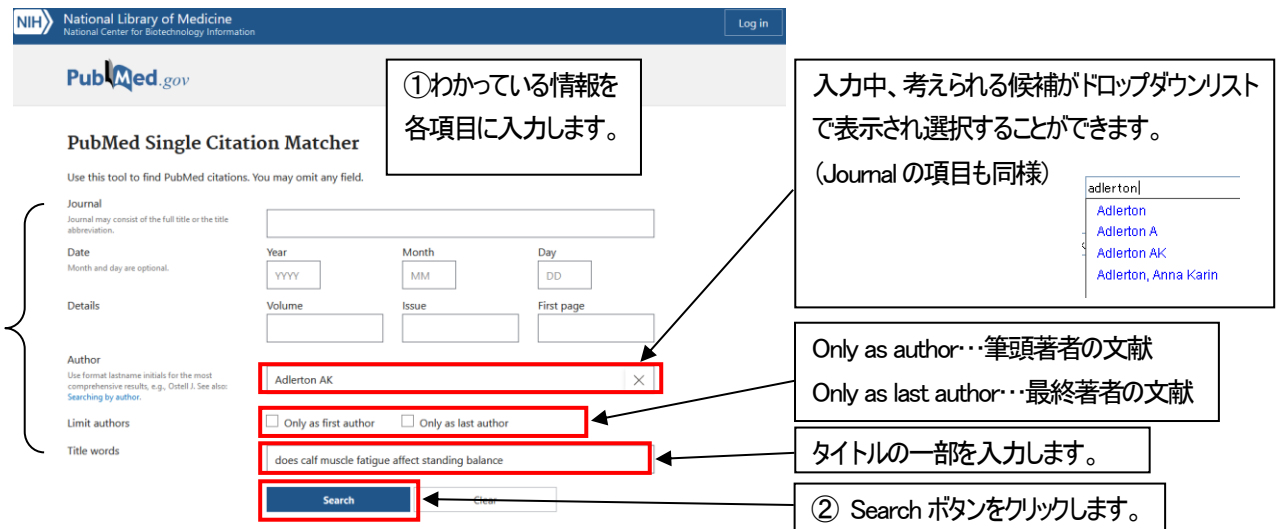 NIH National Library of Medicine
National Center for Biotechnology Information
Log in
PubMed.gov
①わかっている情報を
各項目に入力します。
入力中、考えられる候補がドロップダウンリスト
で表示され選択することができます。
(Journal の項目も同様)
adlerton
Adlerton
Adlerton A
Adlerton AK
Adlerton, Anna Karin
PubMed Single Citation Matcher
Use this tool to find PubMed citations. You may omit any field.
Journal
Journal may consist of the full title or the title
abbreviation.
Date
Month and day are optional.
Year Month Day
YYYY MM DD
Details
Volume Issue First page
Author
Use format lastname initials for the most
comprehensive results, e.g., Ostell J. See also:
Searching by author.
Adlerton AK
Only as author…筆頭著者の文献
Only as last author…最終著者の文献
Limit authors
Only as first author Only as last author
Title words
does calf muscle fatigue affect standing balance
タイトルの一部を入力します。
Search Clear
② Search ボタンをクリックします。